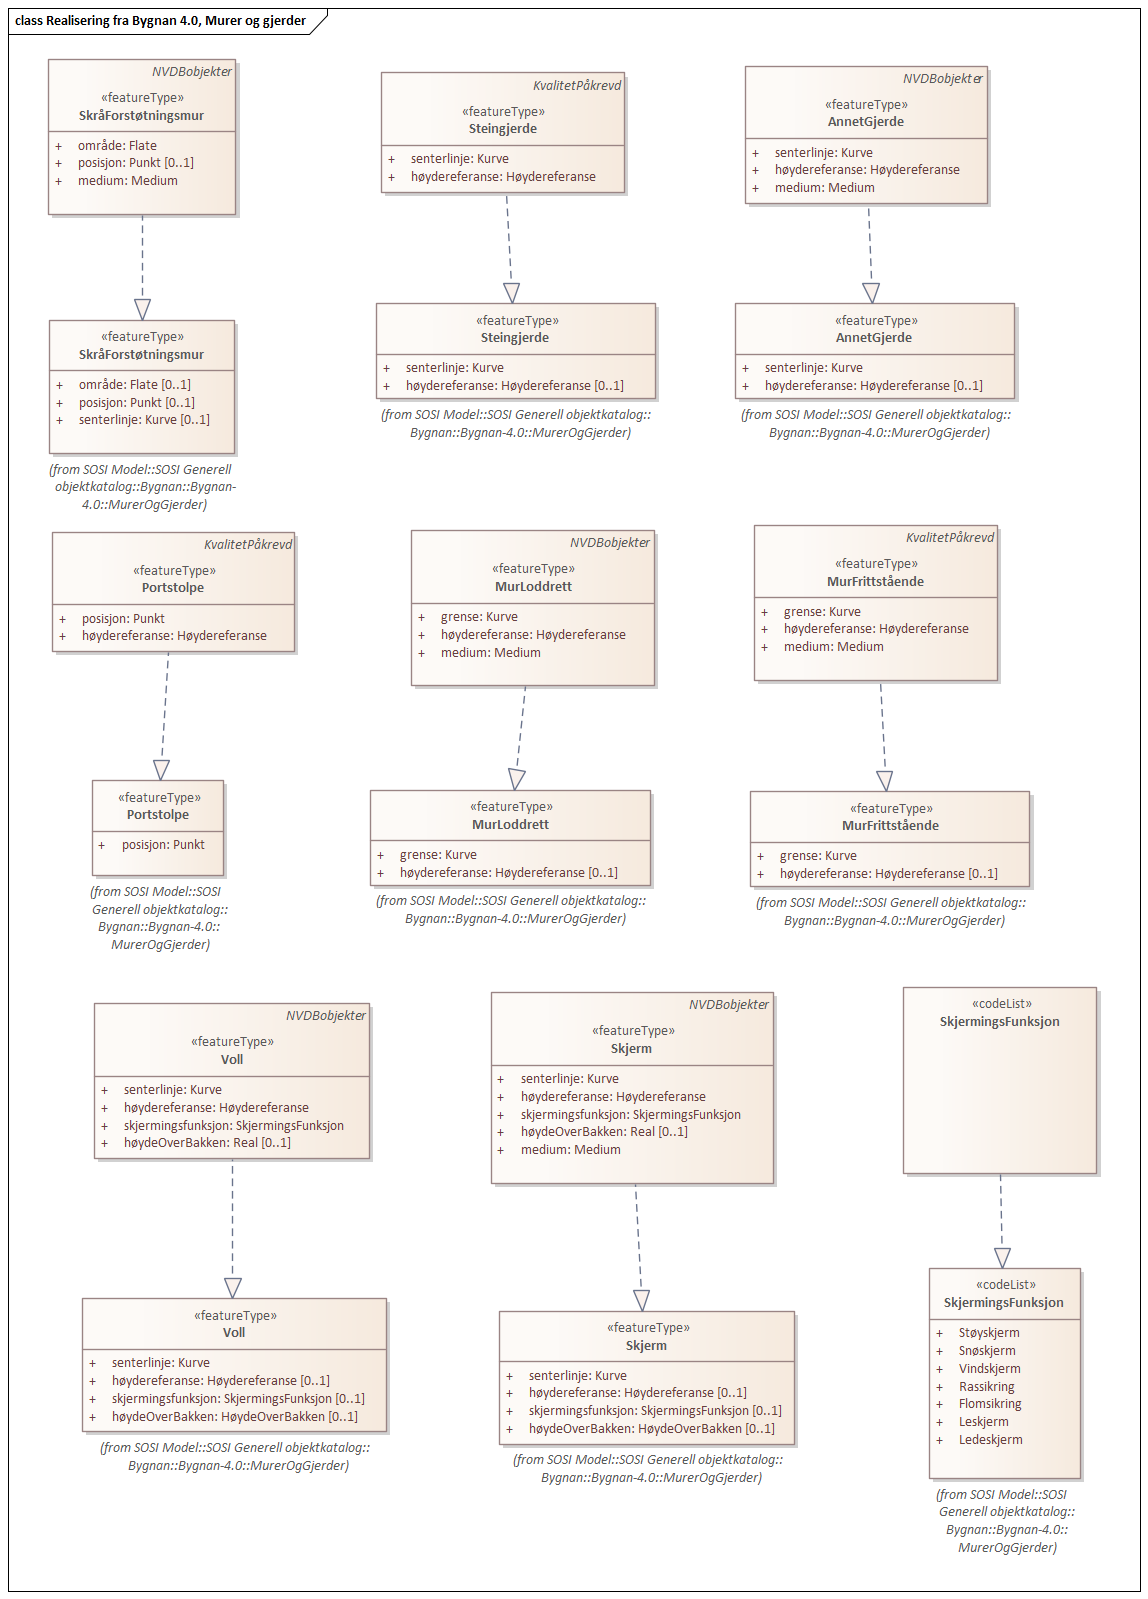 class Realisering fra Bygnan 4.0, Murer og gjerder
NVDBobjekter
«featureType»
SkråForstøtningsmur
+ område: Flate
+ posisjon: Punkt [0..1]
+ medium: Medium
KvalitetPåkrevd
«featureType»
Steingjerde
+ senterlinje: Kurve
+ høydereferanse: Høydereferanse
NVDBobjekter
«featureType»
AnnetGjerde
+ senterlinje: Kurve
+ høydereferanse: Høydereferanse
+ medium: Medium
«featureType»
SkråForstøtningsmur
+ område: Flate [0..1]
+ posisjon: Punkt [0..1]
+ senterlinje: Kurve [0..1]
(from SOSI Model::SOSI Generell
objektkatalog::Bygnan::Bygnan-
4.0::MurerOgGjerder)
«featureType»
Steingjerde
+ senterlinje: Kurve
+ høydereferanse: Høydereferanse [0..1]
(from SOSI Model::SOSI Generell objektkatalog::
Bygnan::Bygnan-4.0::MurerOgGjerder)
«featureType»
AnnetGjerde
+ senterlinje: Kurve
+ høydereferanse: Høydereferanse [0..1]
(from SOSI Model::SOSI Generell objektkatalog::
Bygnan::Bygnan-4.0::MurerOgGjerder)
KvalitetPåkrevd
«featureType»
Portstolpe
+ posisjon: Punkt
+ høydereferanse: Høydereferanse
NVDBobjekter
«featureType»
MurLoddrett
+ grense: Kurve
+ høydereferanse: Høydereferanse
+ medium: Medium
KvalitetPåkrevd
«featureType»
MurFrittstående
+ grense: Kurve
+ høydereferanse: Høydereferanse
+ medium: Medium
«featureType»
Portstolpe
+ posisjon: Punkt
(from SOSI Model::SOSI
Generell objektkatalog::
Bygnan::Bygnan-4.0::
MurerOgGjerder)
«featureType»
MurLoddrett
+ grense: Kurve
+ høydereferanse: Høydereferanse [0..1]
(from SOSI Model::SOSI Generell objektkatalog::
Bygnan::Bygnan-4.0::MurerOgGjerder)
«featureType»
MurFrittstående
+ grense: Kurve
+ høydereferanse: Høydereferanse [0..1]
(from SOSI Model::SOSI Generell objektkatalog::
Bygnan::Bygnan-4.0::MurerOgGjerder)
NVDBobjekter
«featureType»
Voll
+ senterlinje: Kurve
+ høydereferanse: Høydereferanse
+ skjermingsfunksjon: SkjermingsFunksjon
+ høydeOverBakken: Real [0..1]
NVDBobjekter
«featureType»
Skjerm
+ senterlinje: Kurve
+ høydereferanse: Høydereferanse
+ skjermingsfunksjon: SkjermingsFunksjon
+ høydeOverBakken: Real [0..1]
+ medium: Medium
«codeList»
SkjermingsFunksjon
«featureType»
Voll
+ senterlinje: Kurve
+ høydereferanse: Høydereferanse [0..1]
+ skjermingsfunksjon: SkjermingsFunksjon [0..1]
+ høydeOverBakken: HøydeOverBakken [0..1]
(from SOSI Model::SOSI Generell objektkatalog::
Bygnan::Bygnan-4.0::MurerOgGjerder)
«featureType»
Skjerm
+ senterlinje: Kurve
+ høydereferanse: Høydereferanse [0..1]
+ skjermingsfunksjon: SkjermingsFunksjon [0..1]
+ høydeOverBakken: HøydeOverBakken [0..1]
(from SOSI Model::SOSI Generell objektkatalog::
Bygnan::Bygnan-4.0::MurerOgGjerder)
«codeList»
SkjermingsFunksjon
+ Støyskjerm
+ Snøskjerm
+ Vindskjerm
+ Rassikring
+ Flomsikring
+ Leskjerm
+ Ledeskjerm
(from SOSI Model::SOSI
Generell objektkatalog::
Bygnan::Bygnan-4.0::
MurerOgGjerder)